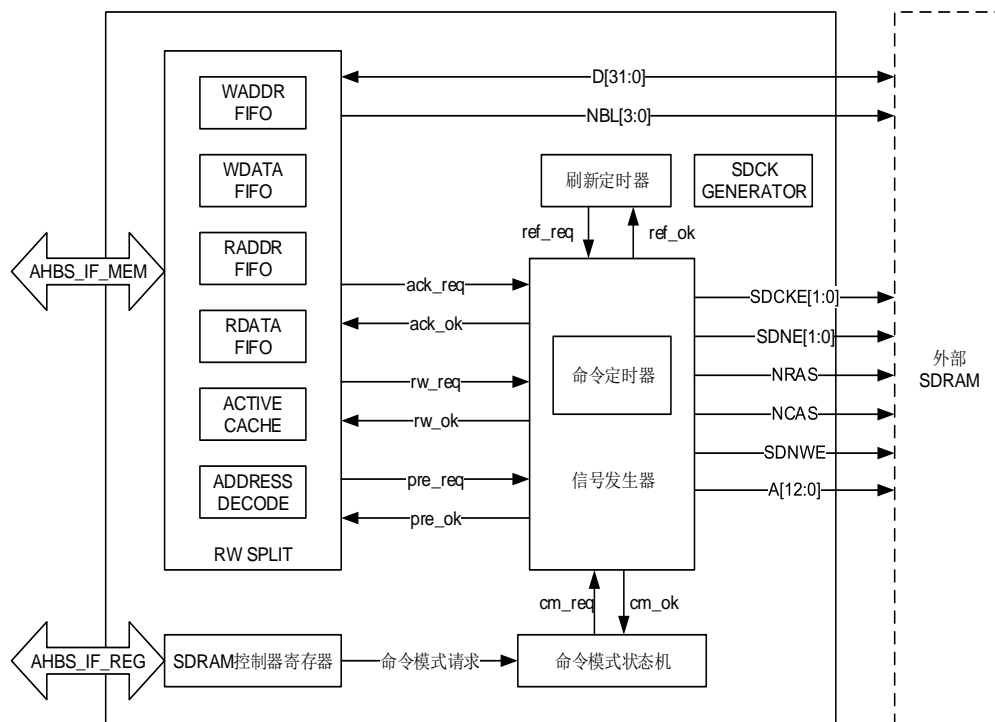 D[31:0]
WADDR
FIFO
NBL[3:0]
WDATA
FIFO
刷新定时器
SDCK
GENERATOR
ref_req
ref_ok
RADDR
FIFO
AHBS_IF_MEM
ack_req
SDCKE[1:0]
ack_ok
RDATA
FIFO
SDNE[1:0]
外部
SDRAM
命令定时器
NRAS
rw_req
ACTIVE
CACHE
rw_ok
NCAS
SDNWE
ADDRESS
DECODE
pre_req
信号发生器
A[12:0]
pre_ok
RW SPLIT
cm_req
cm_ok
AHBS_IF_REG
SDRAM控制器寄存器
命令模式请求
命令模式状态机